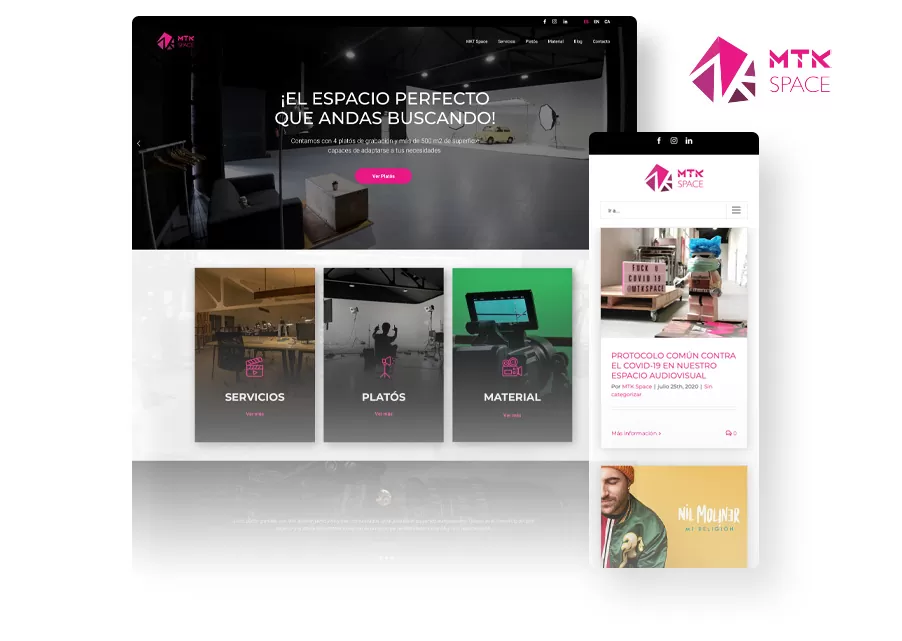 ES EN CA
MTK
SPACE
MKT Space Servicios Platós Material Blog Contacto
¡EL ESPACIO PERFECTO
QUE ANDAS BUSCANDO!
Contamos con 4 platós de grabación y más de 800 m2 de superficie
capaces de adaptarse a tus necesidades
Ver Platós
SERVICIOS
Ver más
PLATÓS
Ver más
MATERIAL
Ver más
MTK
SPACE
MTK
SPACE
Ir a...
FUCK U
COVID-19
@MTKSPACE
PROTOCOLO COMÚN CONTRA
EL COVID-19 EN NUESTRO
ESPACIO AUDIOVISUAL
Por MTK Space | julio 25th, 2020 | Sin
categorizar
Más información >
0
NIL MOLINER
MI RELIGIÓN